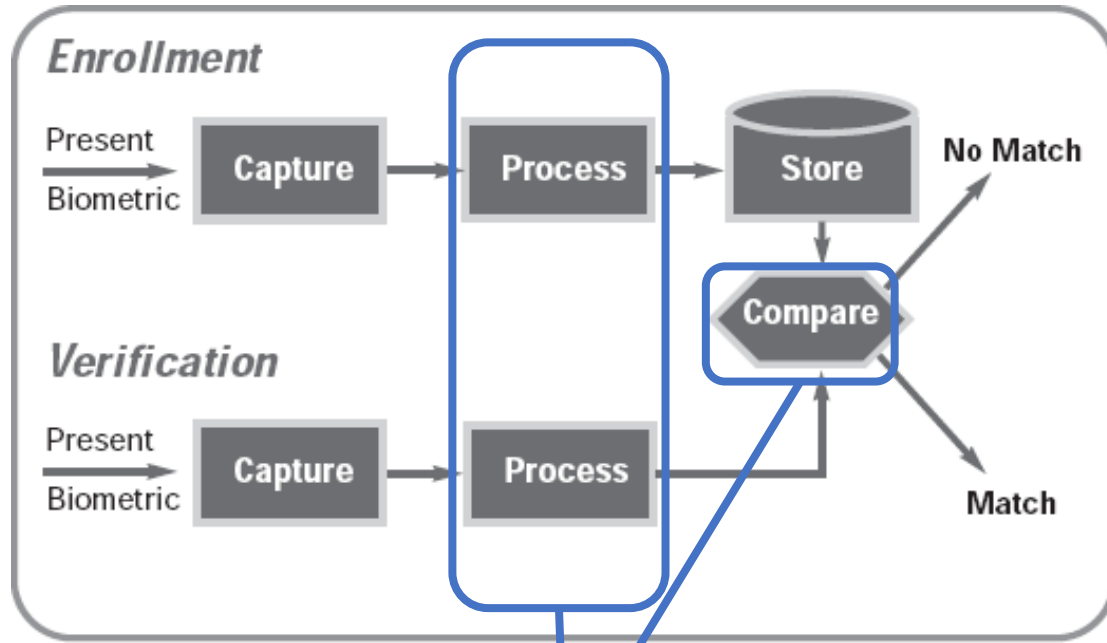 Enrollment
Present
Biometric
Capture
Process
Store
No Match
Compare
Verification
Present
Biometric
Capture
Process
Match